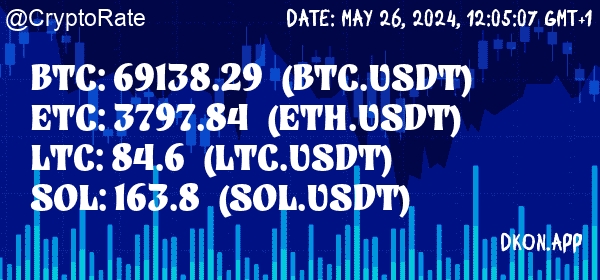 @CryptoRate
DATE: MAY 26, 2024, 12:05:07 GMT+1
BTC: 69138.29 (BTC.USDT)
ETC: 3797.84 (ETH.USDT)
LTC: 84.6 (LTC.USDT)
SOL: 163.8 (SOL.USDT)
DKON.APP